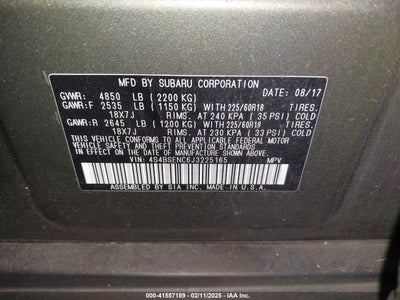 MFD BY SUBARU CORPORATION
GVWR: 4850 LB (2200 KG) DATE: 08/17
GAWR:F 2535 LB (1150 KG) WITH 225/60R18 TIRES.
18X7J RIMS. AT 240 KPA (35 PSI) COLD
GAWR:R 2645 LB (1200 KG) WITH 225/60R18 TIRES.
18X7J RIMS. AT 230 KPA (33 PSI) COLD
THIS VEHICLE CONFORMS TO ALL APPLICABLE FEDERAL MOTOR
VEHICLE SAFETY AND THEFT PREVENTION STANDARDS IN EFFECT
ON THE DATE OF MANUFACTURE SHOWN ABOVE.
VIN: 4S4BSENC6J3225165 MPV
ASSEMBLED BY SIA INC. IN U.S.A.
ID: 000-41557189 - 02/11/2025 - IAA Inc.